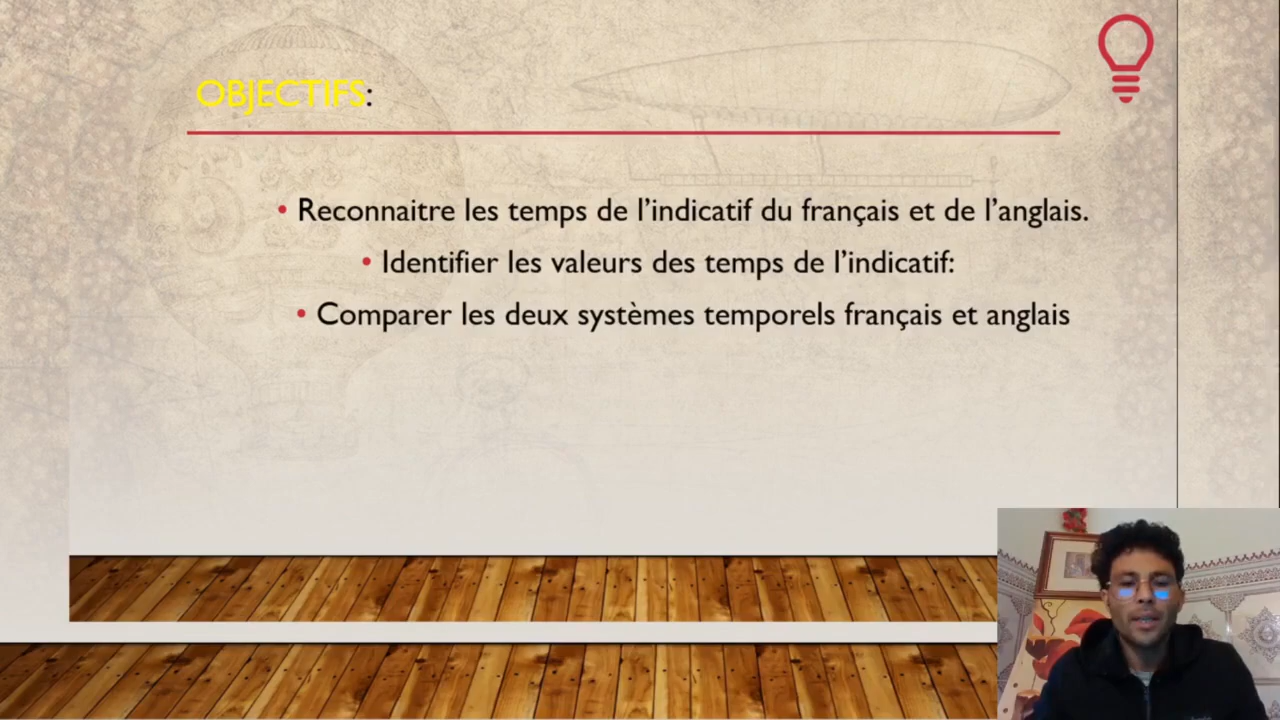 OBJECTIFS:
• Reconnaitre les temps de l’indicatif du français et de l’anglais.
• Identifier les valeurs des temps de l’indicatif:
• Comparer les deux systèmes temporels français et anglais